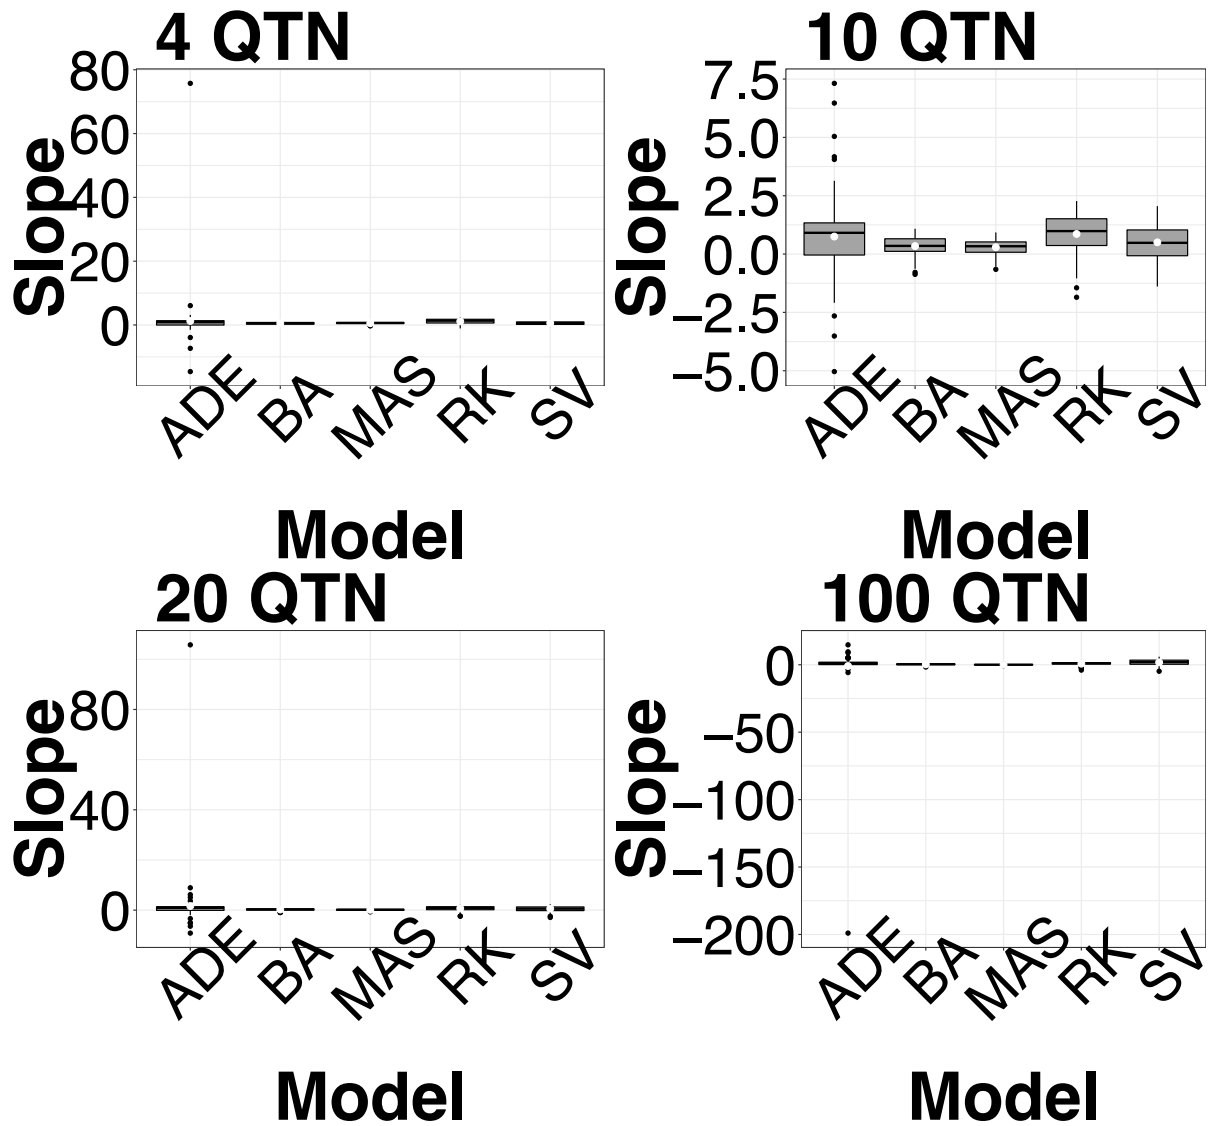 4 QTN
Slope
80
60
40
20
0
ADE BA MAS RK SV
Model
10 QTN
Slope
7.5
5.0
2.5
0.0
−2.5
−5.0
ADE BA MAS RK SV
Model
20 QTN
Slope
80
40
0
ADE BA MAS RK SV
Model
100 QTN
Slope
0
−50
−100
−150
−200
ADE BA MAS RK SV
Model